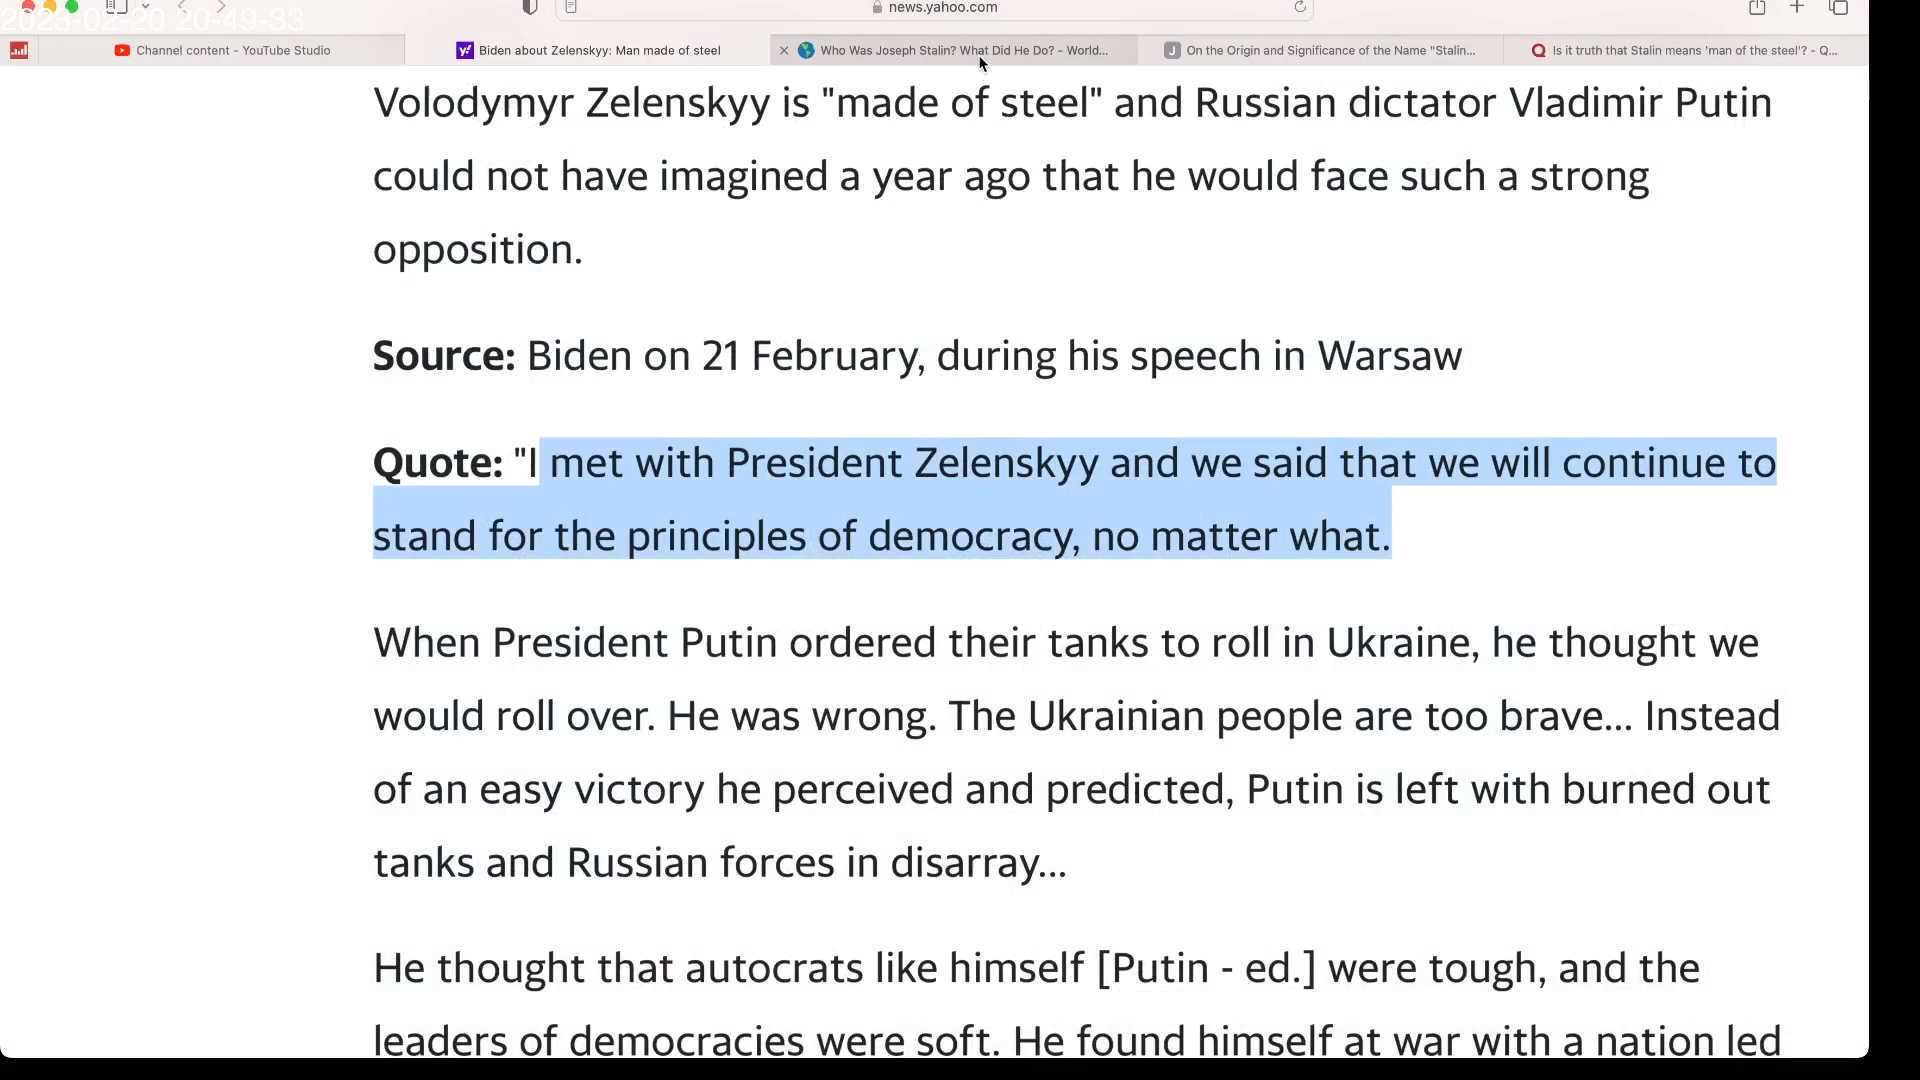 2023-02-20 20-49-33
news.yahoo.com
Channel content - YouTube Studio
Biden about Zelenskyy: Man made of steel
Who Was Joseph Stalin? What Did He Do? - World...
On the Origin and Significance of the Name "Stalin...
Is it truth that Stalin means 'man of the steel'? - Q...
Volodymyr Zelenskyy is "made of steel" and Russian dictator Vladimir Putin
could not have imagined a year ago that he would face such a strong
opposition.
Source: Biden on 21 February, during his speech in Warsaw
Quote: "I met with President Zelenskyy and we said that we will continue to
stand for the principles of democracy, no matter what.
When President Putin ordered their tanks to roll in Ukraine, he thought we
would roll over. He was wrong. The Ukrainian people are too brave... Instead
of an easy victory he perceived and predicted, Putin is left with burned out
tanks and Russian forces in disarray...
He thought that autocrats like himself [Putin - ed.] were tough, and the
leaders of democracies were soft. He found himself at war with a nation led